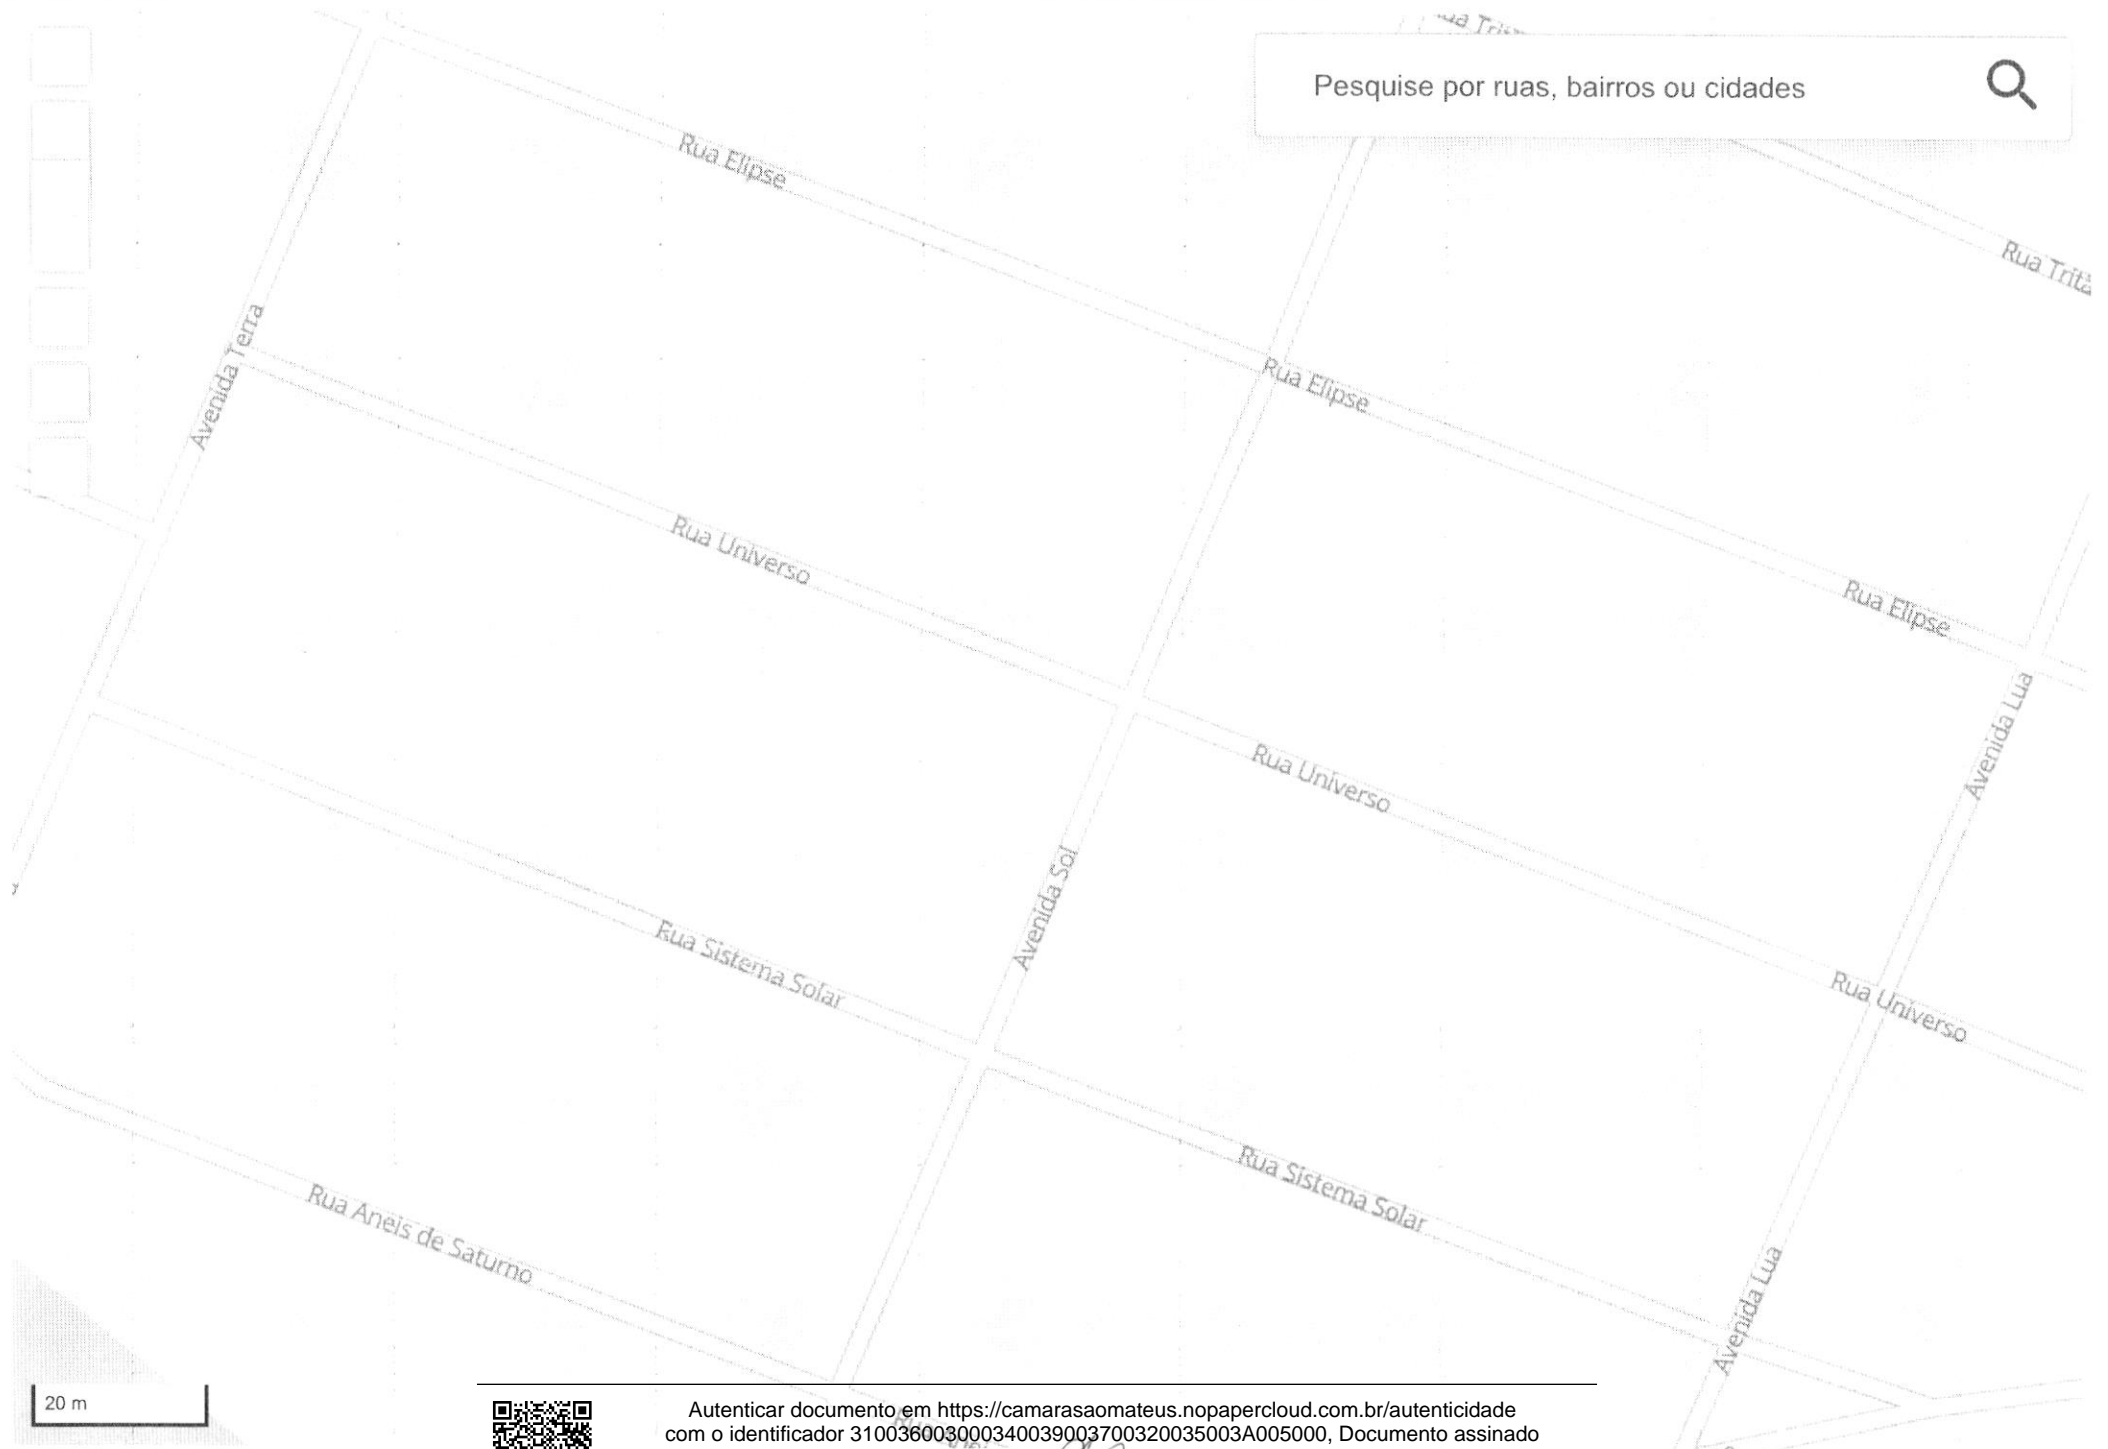 Pesquise por ruas, bairros ou cidades
Rua Elipse
Rua Tritã
Avenida Terra
Rua Elipse
Rua Universo
Rua Elipse
Avenida Lua
Rua Universo
Avenida Sol
Rua Sistema Solar
Rua Universo
Rua Sistema Solar
Rua Aneis de Saturno
Avenida Lua
20 m
Autenticar documento em https://camarasaomateus.nopapercloud.com.br/autenticidade
com o identificador 310036003000340039003700320035003A005000, Documento assinado